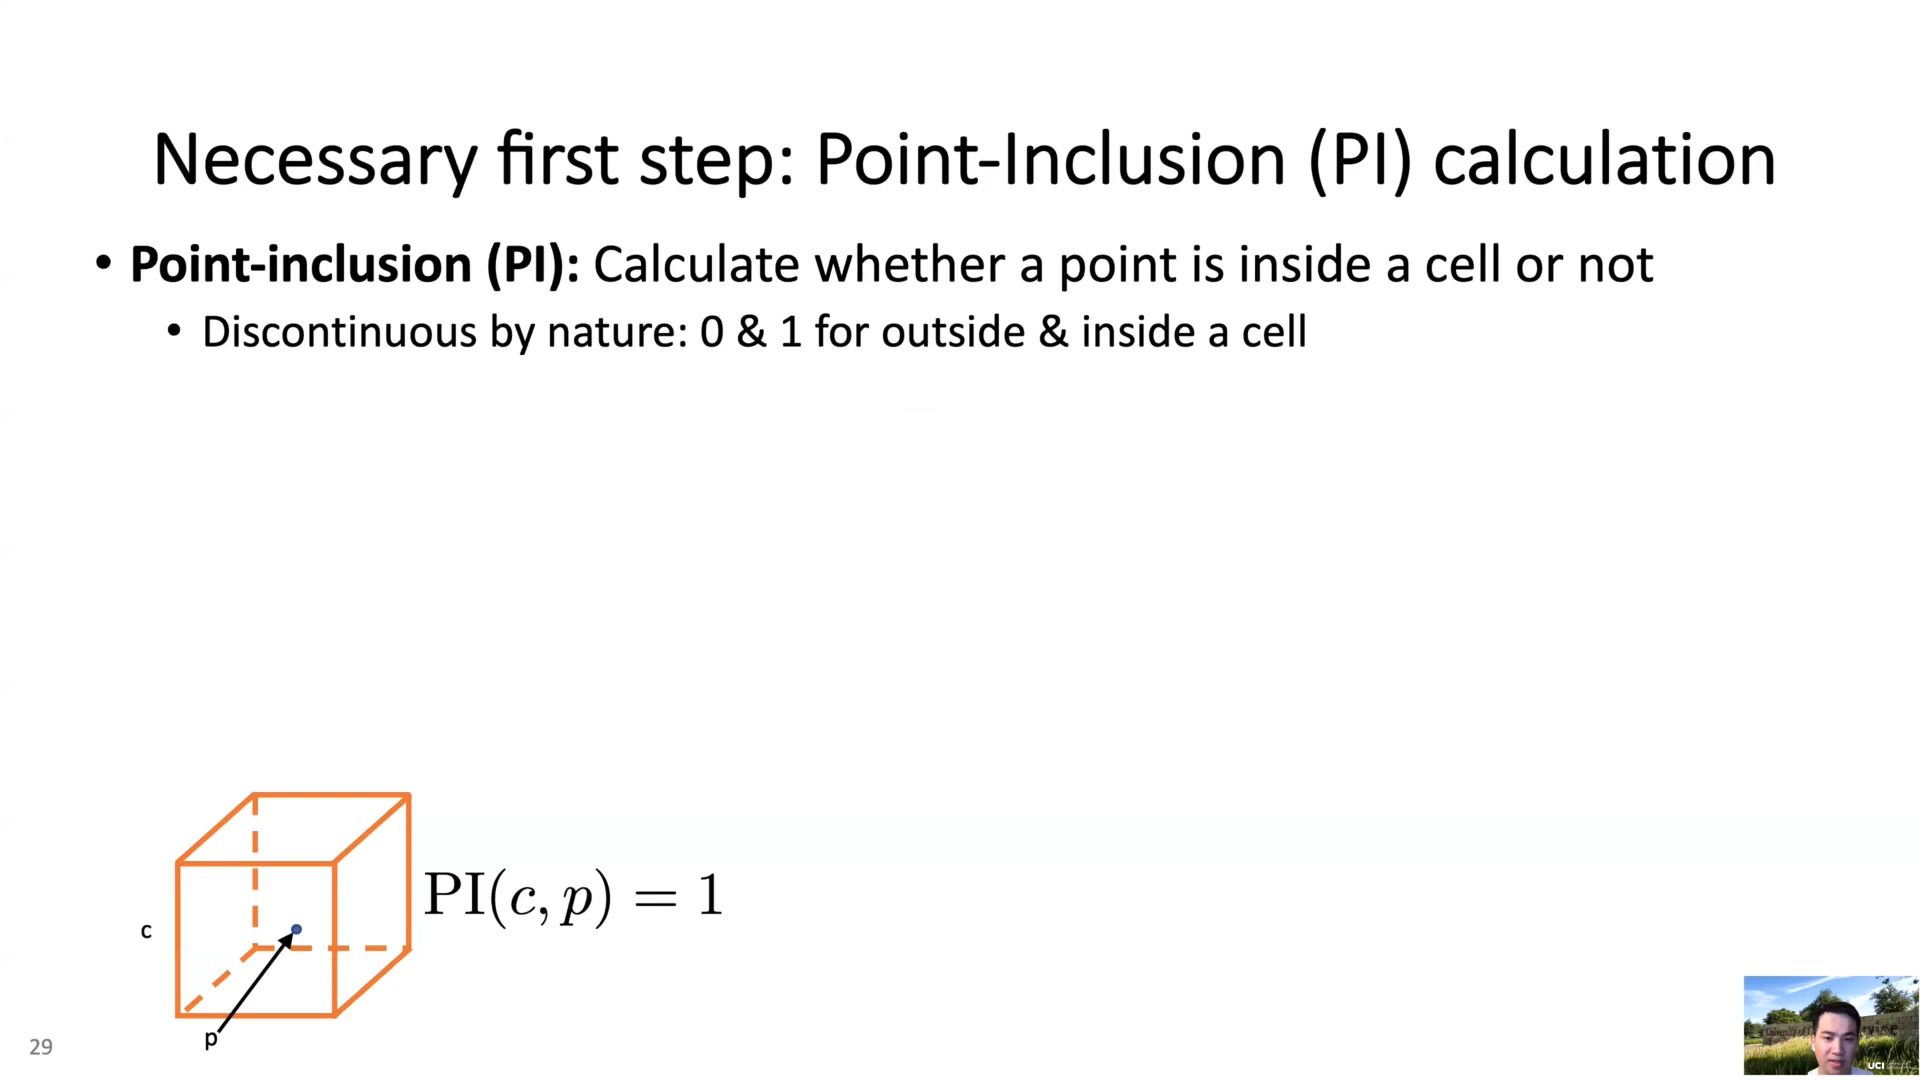 Necessary first step: Point-Inclusion (PI) calculation
• Point-inclusion (PI): Calculate whether a point is inside a cell or not
• Discontinuous by nature: 0 & 1 for outside & inside a cell
PI(c, p) = 1
c
p
29
UCI